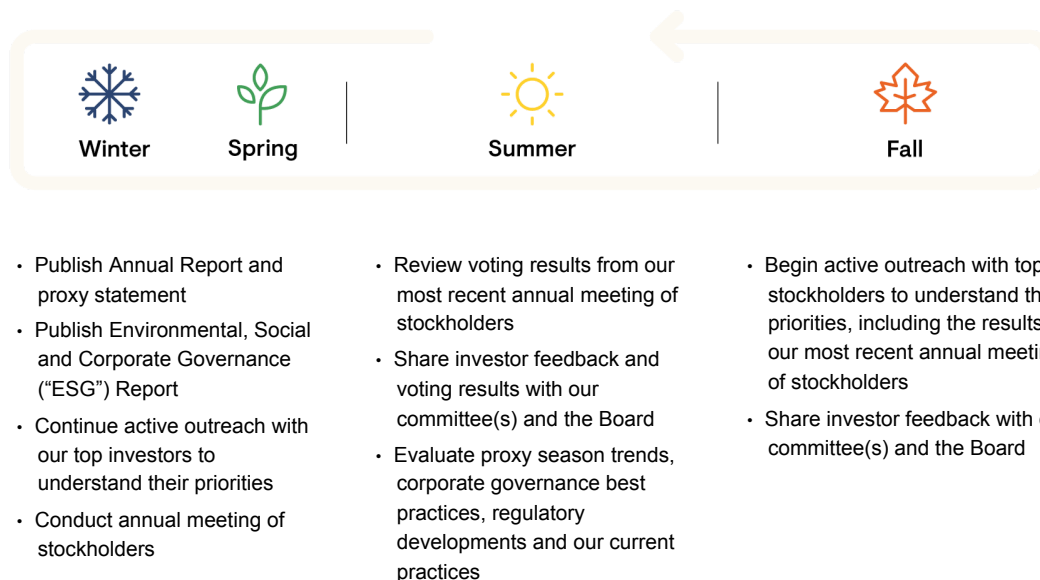 Winter
Spring
Summer
Fall
• Publish Annual Report and
proxy statement
• Publish Environmental, Social
and Corporate Governance
(“ESG”) Report
• Continue active outreach with
our top investors to
understand their priorities
• Conduct annual meeting of
stockholders
• Review voting results from our
most recent annual meeting of
stockholders
• Share investor feedback and
voting results with our
committee(s) and the Board
• Evaluate proxy season trends,
corporate governance best
practices, regulatory
developments and our current
practices
• Begin active outreach with top
stockholders to understand
priorities, including the results
our most recent annual
of stockholders
• Share investor feedback with
committee(s) and the Board